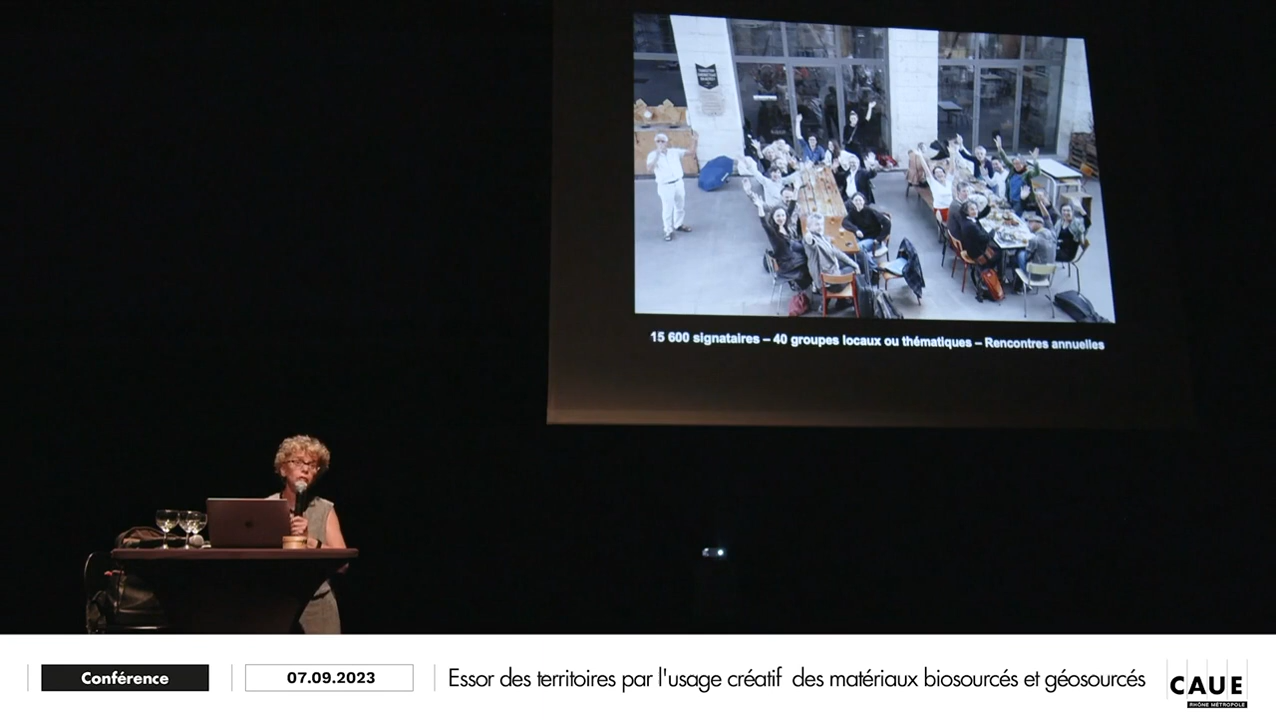 15 600 signataires – 40 groupes locaux ou thématiques – Rencontres annuelles
Conférence
07.09.2023
Essor des territoires par l'usage créatif des matériaux biosourcés et géosourcés
CAUE
RHÔNE MÉTROPOLE